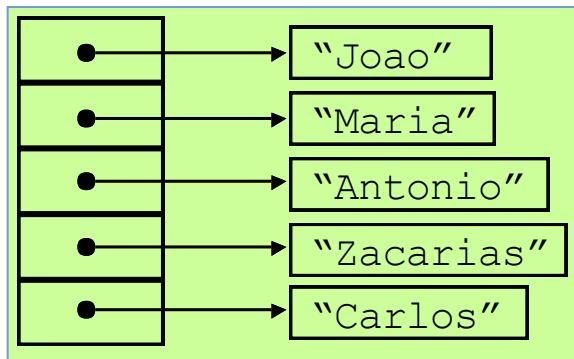 “Joao”
“Maria”
“Antonio”
“Zacarias”
“Carlos”